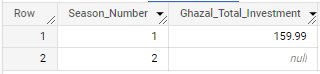 Row Season_Number Ghazal_Total_Investment
1 1 159.99
2 2 null